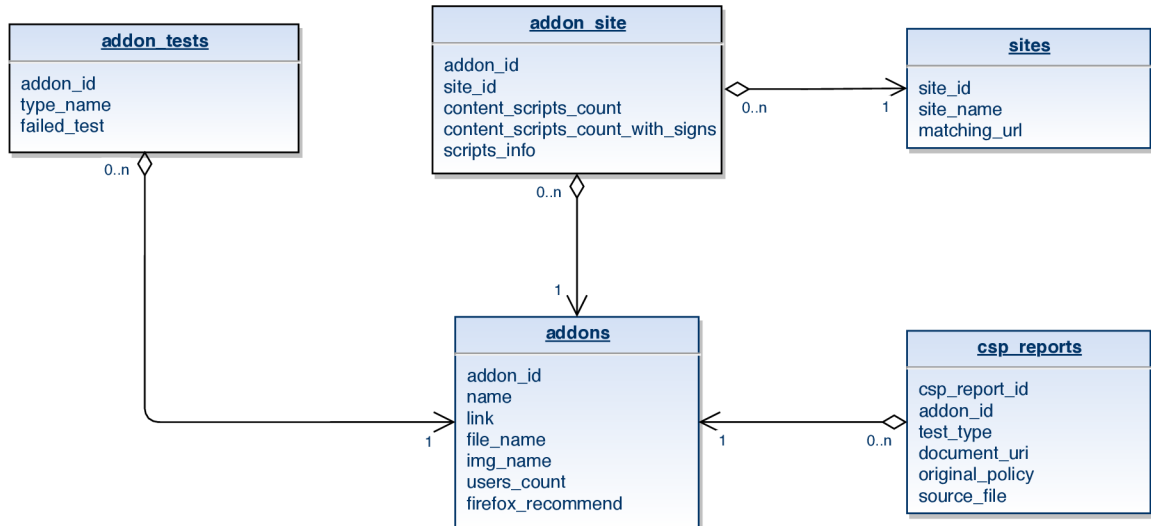 addon_tests
addon_id
type_name
failed_test
0..n
addon_site
addon_id
site_id
content_scripts_count
content_scripts_count_with_signs
scripts_info
0..n
1
0..n
1
sites
site_id
site_name
matching_url
addons
addon_id
name
link
file_name
img_name
users_count
firefox_recommend
1
1
0..n
csp_reports
csp_report_id
addon_id
test_type
document_uri
original_policy
source_file